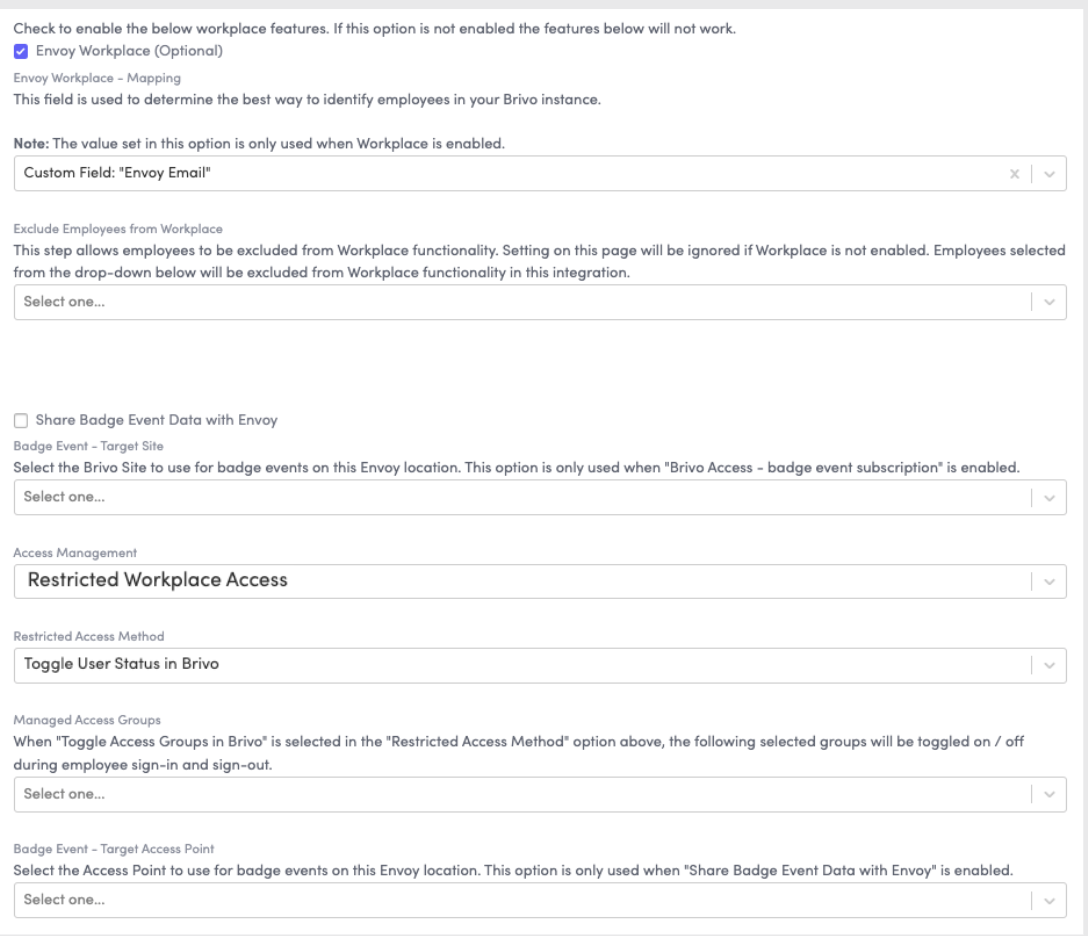 Check to enable the below workplace features. If this option is not enabled the features below will not work.
Envoy Workplace (Optional)
Envoy Workplace - Mapping
This field is used to determine the best way to identify employees in your Brivo instance.
Note: The value set in this option is only used when Workplace is enabled.
Custom Field: "Envoy Email"
Exclude Employees from Workplace
This step allows employees to be excluded from Workplace functionality. Setting on this page will be ignored if Workplace is not enabled. Employees selected
from the drop-down below will be excluded from Workplace functionality in this integration.
Select one...
Share Badge Event Data with Envoy
Badge Event - Target Site
Select the Brivo Site to use for badge events on this Envoy location. This option is only used when "Brivo Access - badge event subscription" is enabled.
Select one...
Access Management
Restricted Workplace Access
Restricted Access Method
Toggle User Status in Brivo
Managed Access Groups
When "Toggle Access Groups in Brivo" is selected in the "Restricted Access Method" option above, the following selected groups will be toggled on / off
during employee sign-in and sign-out.
Select one...
Badge Event - Target Access Point
Select the Access Point to use for badge events on this Envoy location. This option is only used when "Share Badge Event Data with Envoy" is enabled.
Select one...